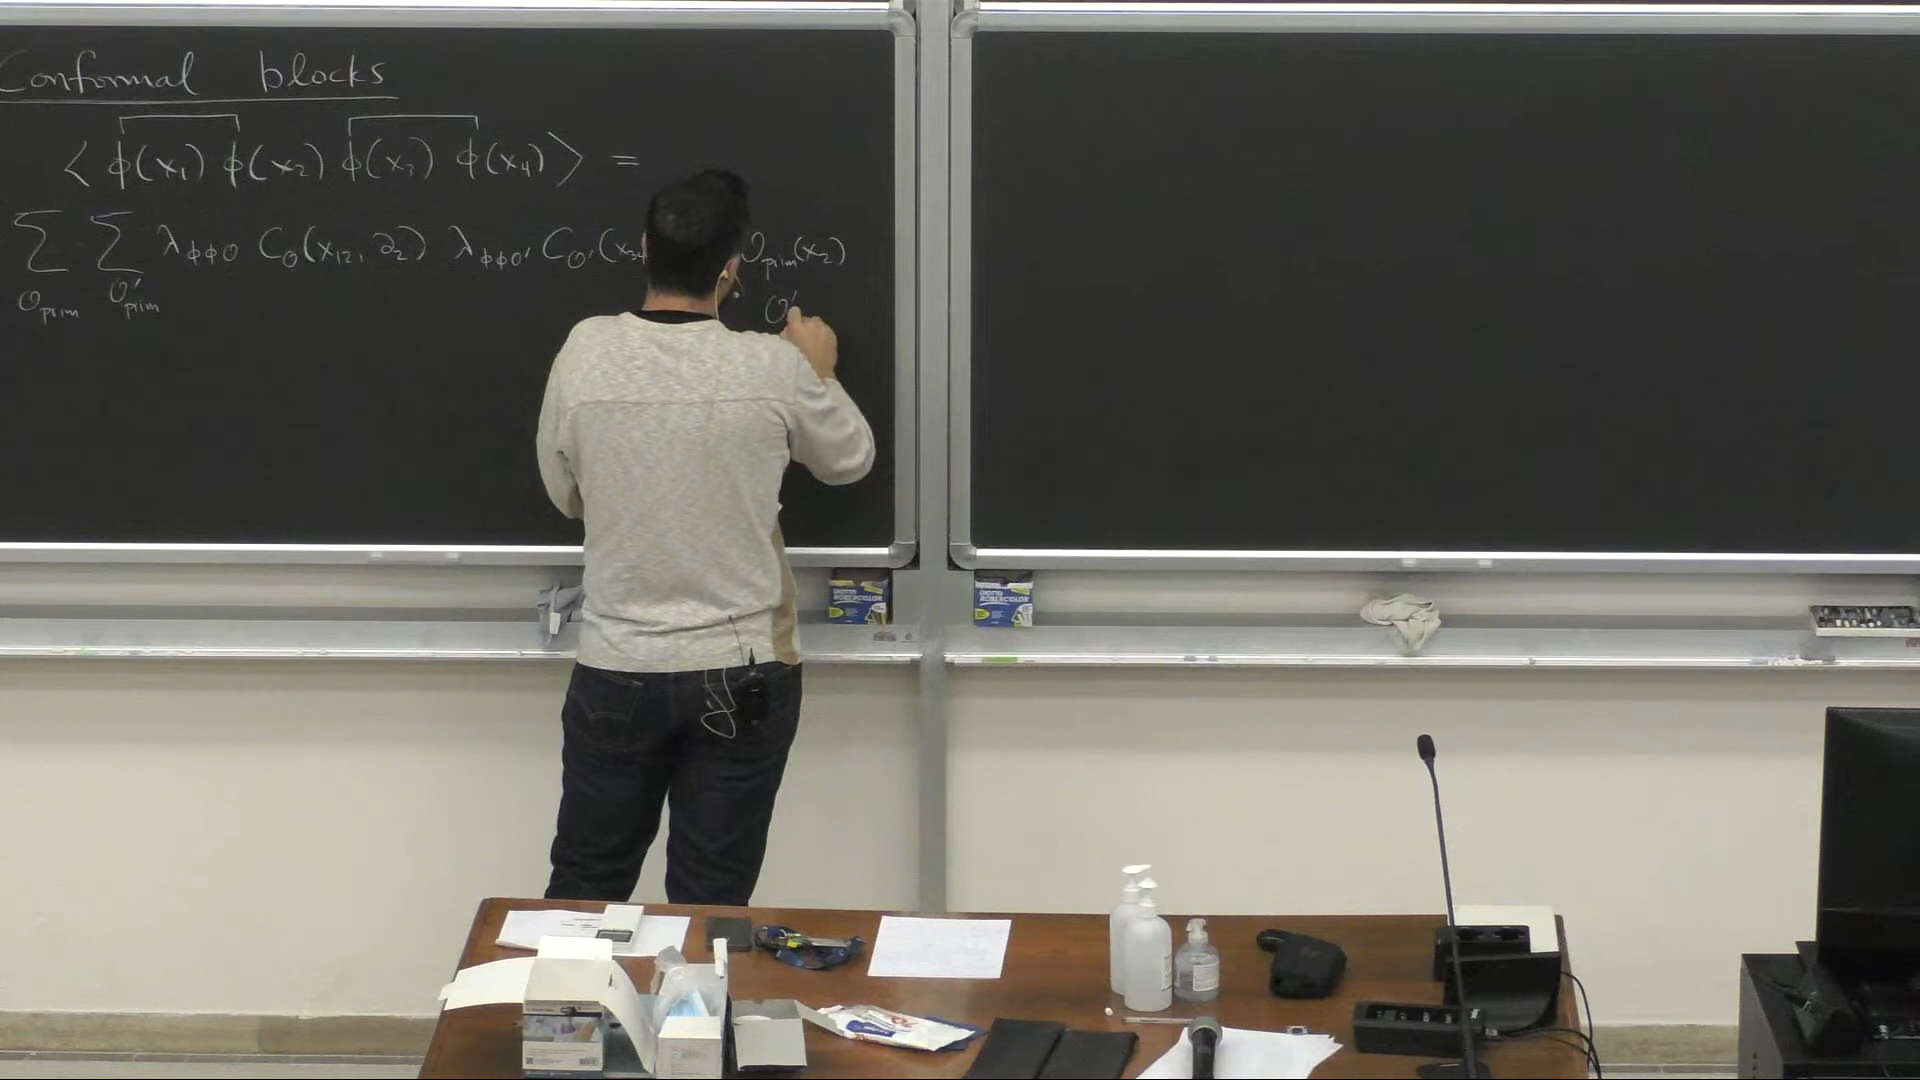 Conformal blocks
⟨ϕ(x₁) ϕ(x₂) ϕ(x₃) ϕ(x₄)⟩ =
∑ ∑ λϕϕO C_O(x₁₂, ∂₂) λϕϕO′ C_O′(x₃₄ O_prim(x₂)
O_prim O′_prim
O′